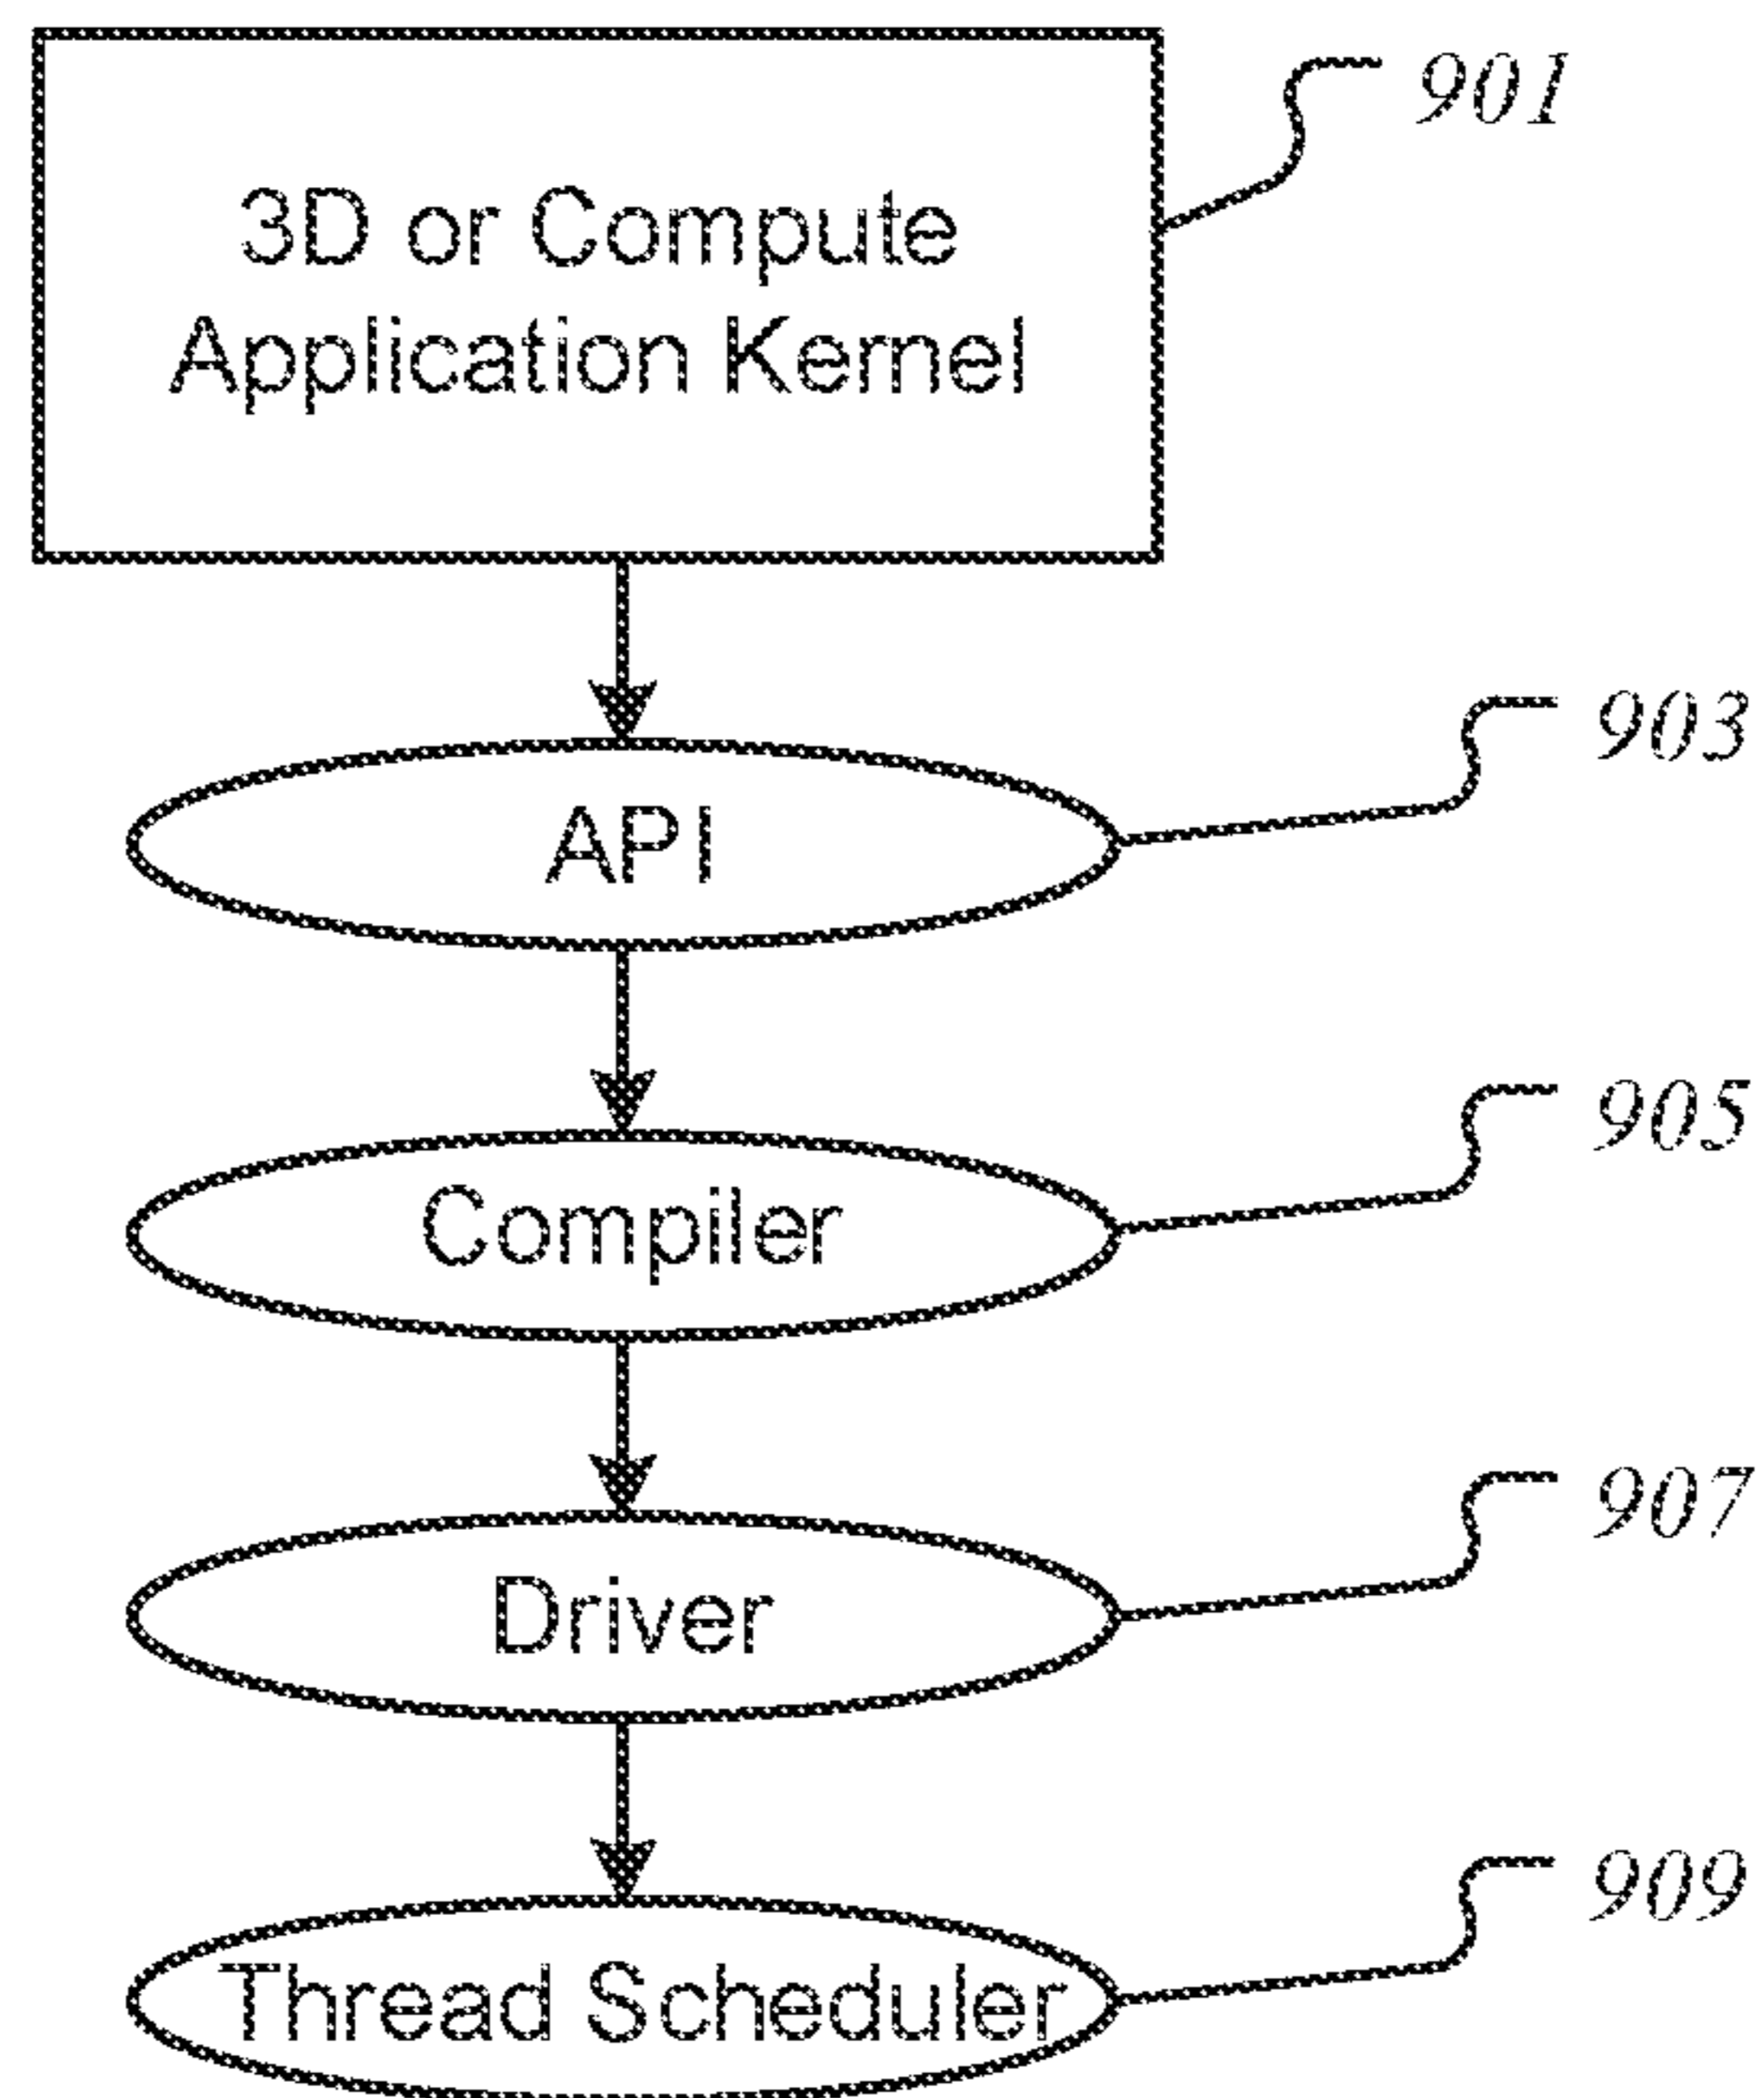 901
3D or Compute
Application Kernel
903
API
905
Compiler
907
Driver
909
Thread Scheduler